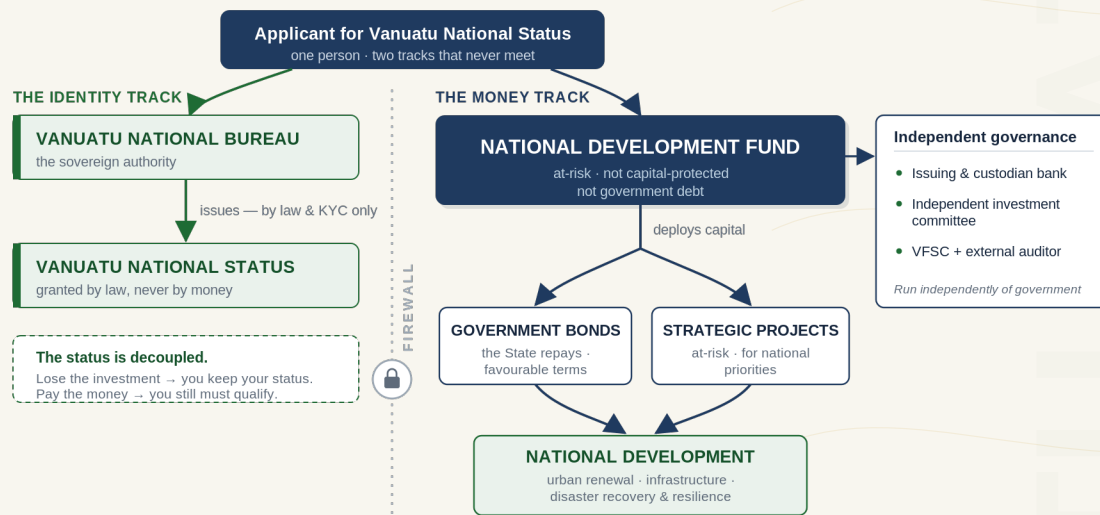 Applicant for Vanuatu National Status
one person · two tracks that never meet
THE IDENTITY TRACK
VANUATU NATIONAL BUREAU
the sovereign authority
issues — by law & KYC only
VANUATU NATIONAL STATUS
granted by law, never by money
The status is decoupled.
Lose the investment → you keep your status.
Pay the money → you still must qualify.
FIREWALL
THE MONEY TRACK
NATIONAL DEVELOPMENT FUND
at-risk · not capital-protected
not government debt
deploys capital
GOVERNMENT BONDS
the State repays ·
favourable terms
STRATEGIC PROJECTS
at-risk · for national
priorities
NATIONAL DEVELOPMENT
urban renewal · infrastructure ·
disaster recovery & resilience
Independent governance
• Issuing & custodian bank
• Independent investment
committee
• VFSC + external auditor
Run independently of government